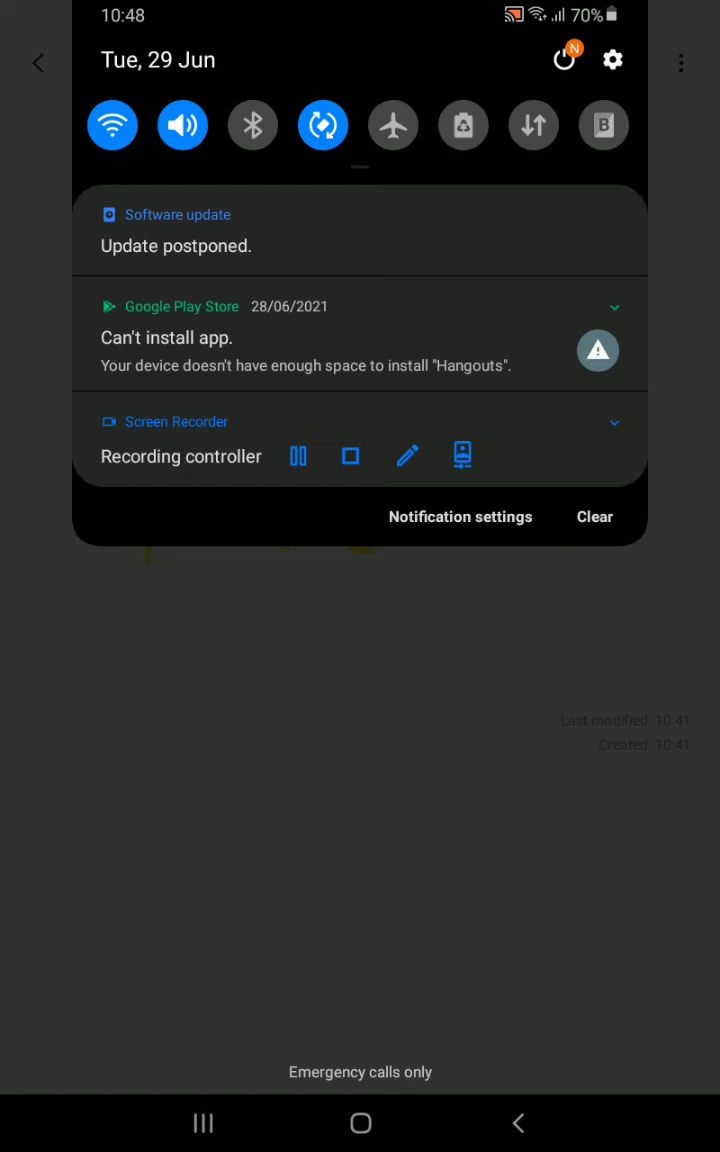 10:48
70%
Tue, 29 Jun
N
B
Software update
Update postponed.
Google Play Store 28/06/2021
Can't install app.
Your device doesn't have enough space to install "Hangouts".
Screen Recorder
Recording controller
Notification settings Clear
Last modified 10:41
Created 10:41
Emergency calls only